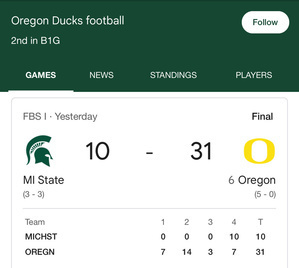 Oregon Ducks football
Follow
2nd in B1G
GAMES NEWS STANDINGS PLAYERS
FBS I · Yesterday Final
10 - 31
MI State 6 Oregon
(3 - 3) (5 - 0)
Team 1 2 3 4 T
MICHST 0 0 0 10 10
OREGN 7 14 3 7 31